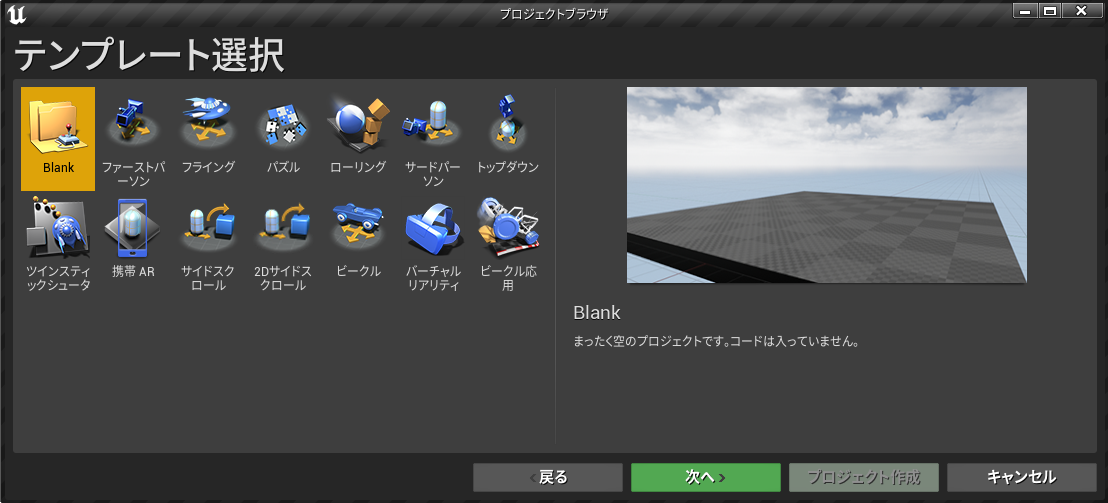 プロジェクトブラウザ
テンプレート選択
Blank
ファーストパ
ーソン
フライング
パズル
ローリング
サードパー
ソン
トップダウン
ツインスティ
ックシュータ
携帯 AR
サイドスク
ロール
2Dサイドス
クロール
ビークル
バーチャル
リアリティ
ビークル応
用
Blank
まったく空のプロジェクトです。コードは入っていません。
戻る
次へ
プロジェクト作成
キャンセル